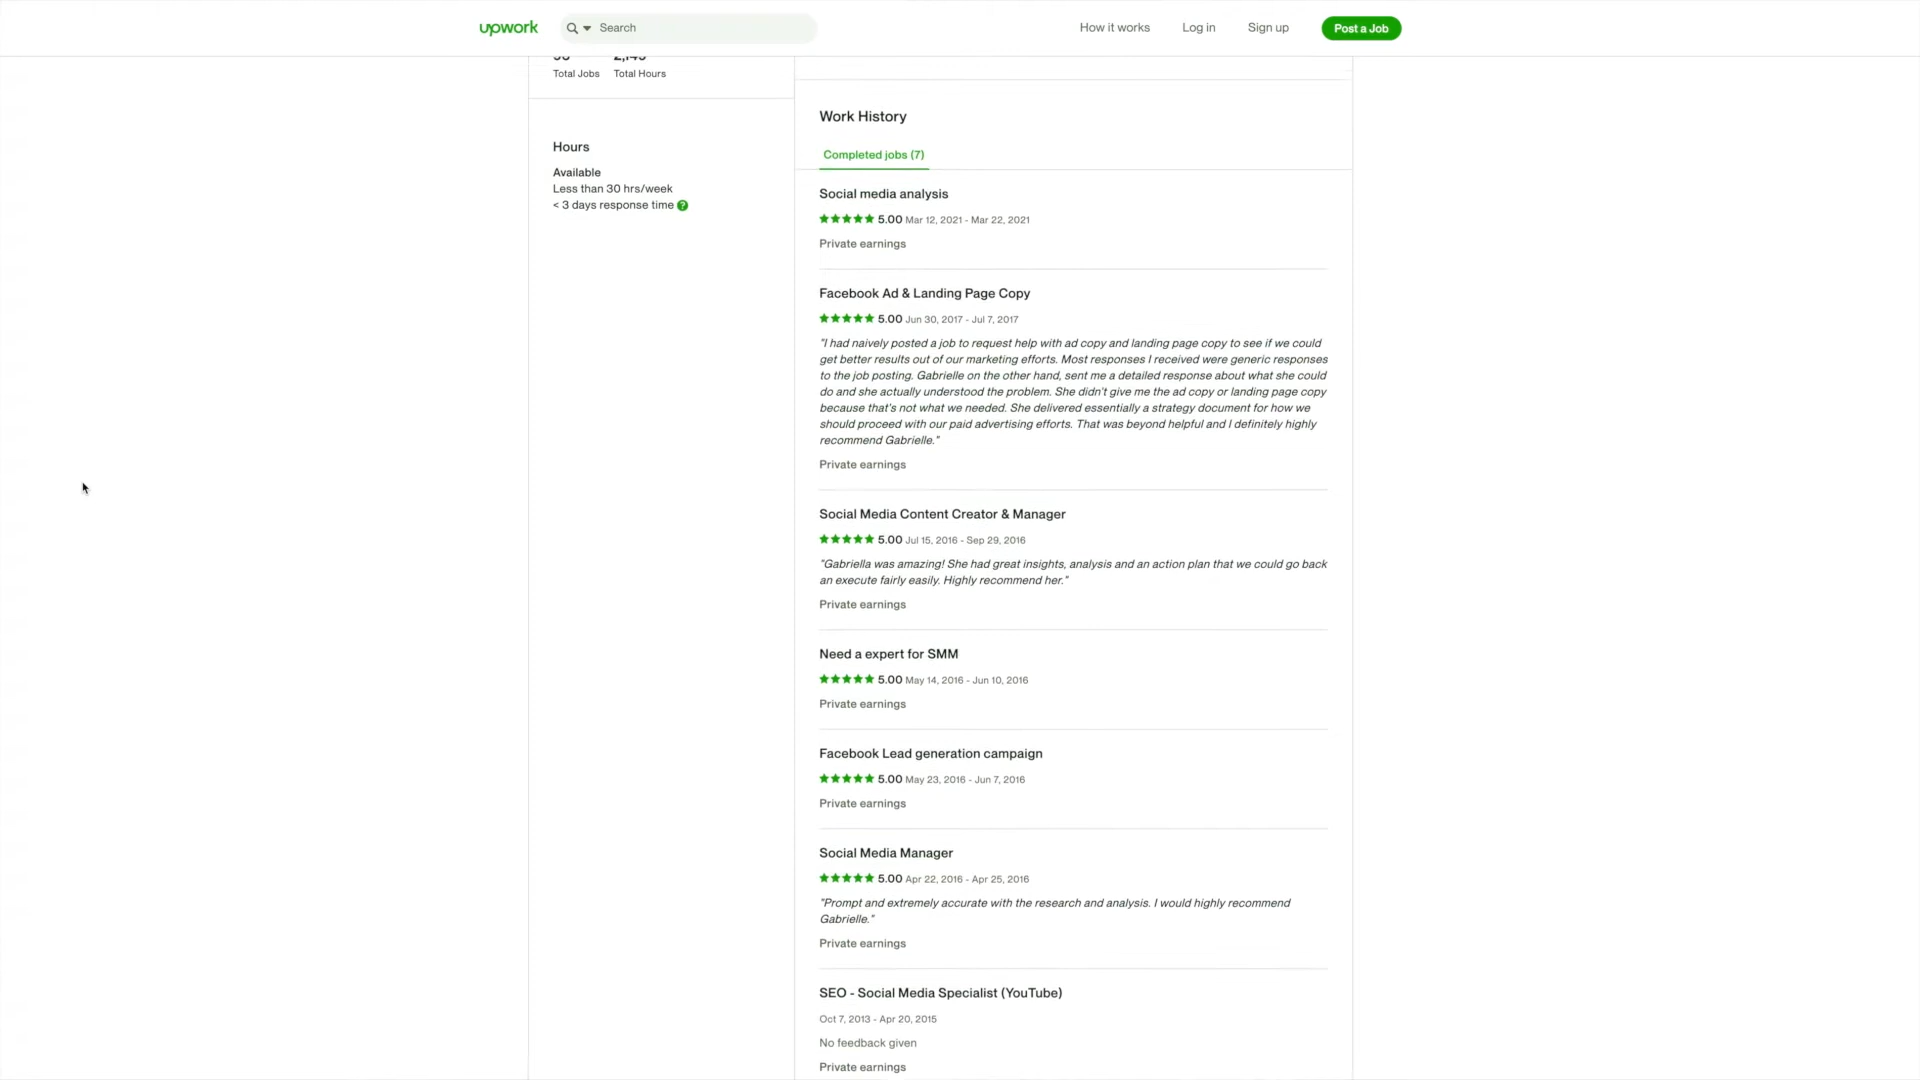 upwork
Search
How it works
Log in
Sign up
Post a Job
Total Jobs
Total Hours
Hours
Available
Less than 30 hrs/week
< 3 days response time
Work History
Completed jobs (7)
Social media analysis
5.00 Mar 12, 2021 - Mar 22, 2021
Private earnings
Facebook Ad & Landing Page Copy
5.00 Jun 30, 2017 - Jul 7, 2017
"I had naively posted a job to request help with ad copy and landing page copy to see if we could
get better results out of our marketing efforts. Most responses I received were generic responses
to the job posting. Gabrielle on the other hand, sent me a detailed response about what she could
do and she actually understood the problem. She didn't give me the ad copy or landing page copy
because that's not what we needed. She delivered essentially a strategy document for how we
should proceed with our paid advertising efforts. That was beyond helpful and I definitely highly
recommend Gabrielle."
Private earnings
Social Media Content Creator & Manager
5.00 Jul 15, 2016 - Sep 29, 2016
"Gabriella was amazing! She had great insights, analysis and an action plan that we could go back
an execute fairly easily. Highly recommend her."
Private earnings
Need a expert for SMM
5.00 May 14, 2016 - Jun 10, 2016
Private earnings
Facebook Lead generation campaign
5.00 May 23, 2016 - Jun 7, 2016
Private earnings
Social Media Manager
5.00 Apr 22, 2016 - Apr 25, 2016
"Prompt and extremely accurate with the research and analysis. I would highly recommend
Gabrielle."
Private earnings
SEO - Social Media Specialist (YouTube)
Oct 7, 2013 - Apr 20, 2015
No feedback given
Private earnings